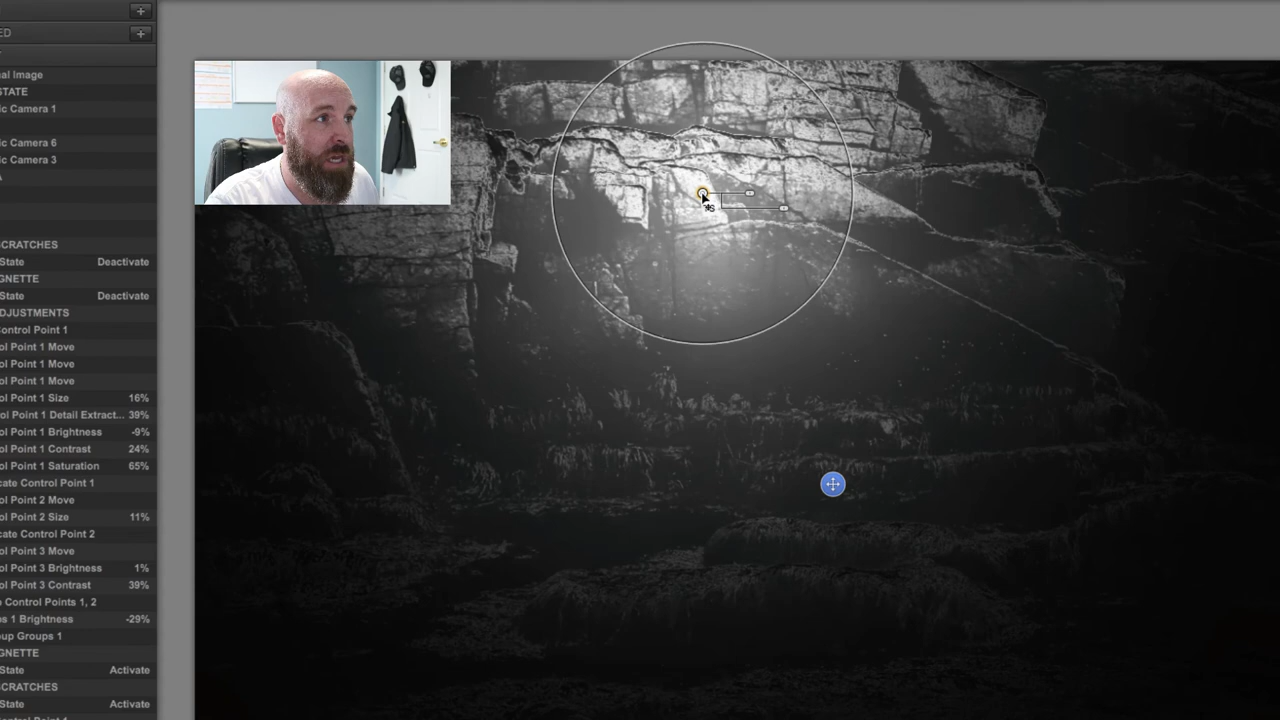 ED
al Image
STATE
ic Camera 1
ic Camera 6
ic Camera 3
CRATCHES
State Deactivate
GNETTE
State Deactivate
DJUSTMENTS
Control Point 1
ol Point 1 Move
ol Point 1 Move
ol Point 1 Move
ol Point 1 Size 16%
ol Point 1 Detail Extract... 39%
ol Point 1 Brightness -9%
ol Point 1 Contrast 24%
ol Point 1 Saturation 65%
cate Control Point 1
ol Point 2 Move
ol Point 2 Size 11%
cate Control Point 2
ol Point 3 Move
ol Point 3 Brightness 1%
ol Point 3 Contrast 39%
p Control Points 1, 2
ps 1 Brightness -29%
oup Groups 1
GNETTE
State Activate
CRATCHES
State Activate